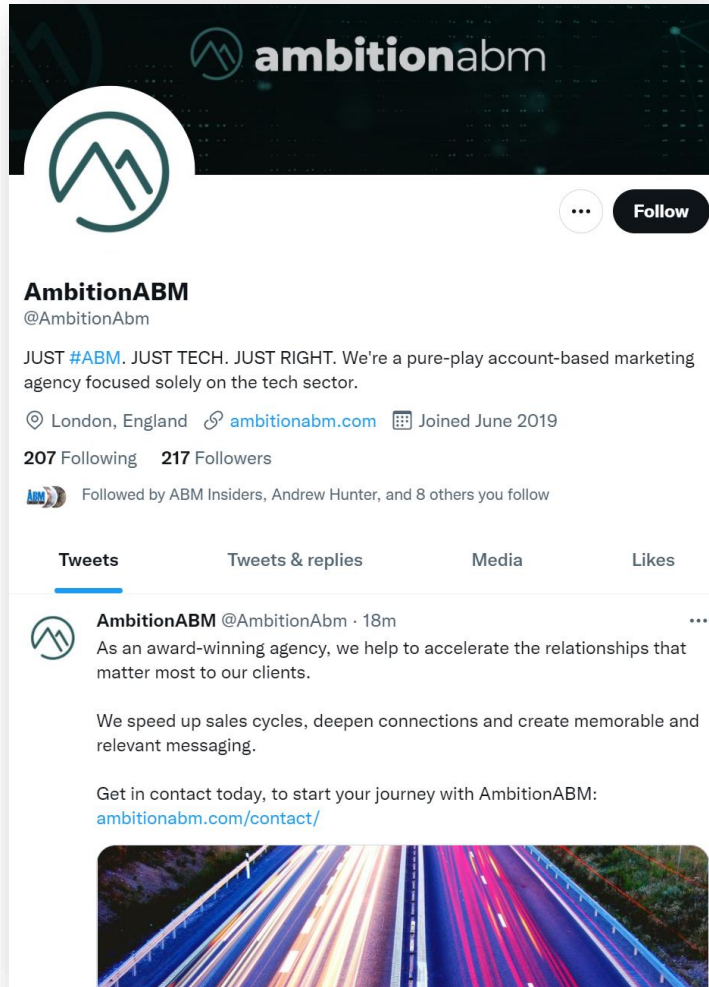 ambitionabm
Follow
AmbitionABM
@AmbitionAbm
JUST #ABM. JUST TECH. JUST RIGHT. We're a pure-play account-based marketing
agency focused solely on the tech sector.
London, England ambitionabm.com Joined June 2019
207 Following 217 Followers
ABM Followed by ABM Insiders, Andrew Hunter, and 8 others you follow
Tweets Tweets & replies Media Likes
AmbitionABM @AmbitionAbm · 18m
As an award-winning agency, we help to accelerate the relationships that
matter most to our clients.
We speed up sales cycles, deepen connections and create memorable and
relevant messaging.
Get in contact today, to start your journey with AmbitionABM:
ambitionabm.com/contact/